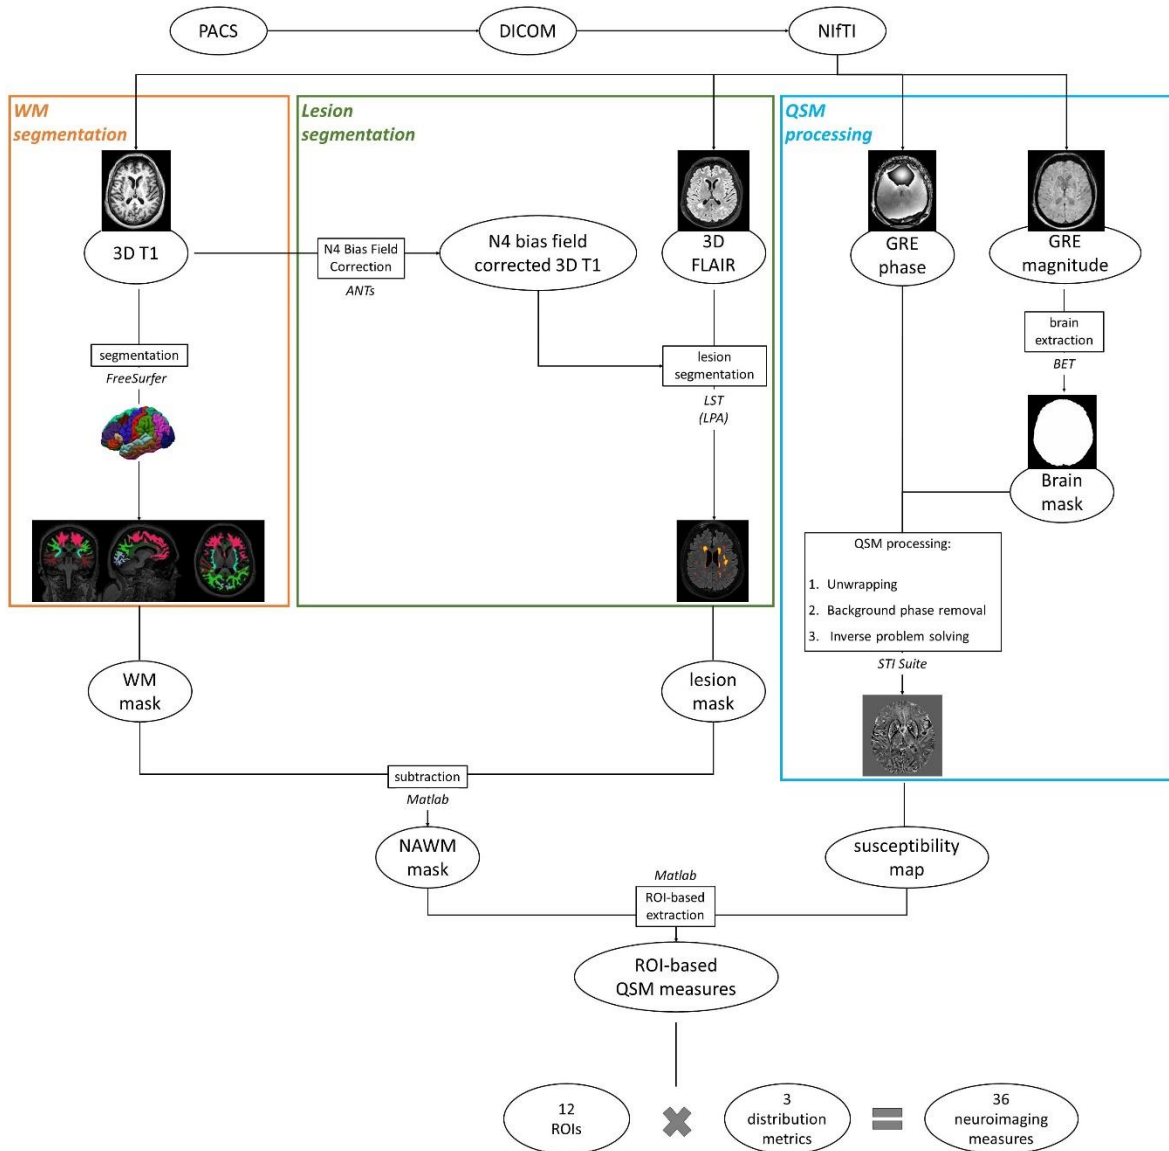 PACS
DICOM
NIfTI
WM
segmentation
Lesion
segmentation
QSM
processing
3D T1
N4 Bias Field
Correction
ANTs
N4 bias field
corrected 3D T1
3D
FLAIR
GRE
phase
GRE
magnitude
segmentation
FreeSurfer
lesion
segmentation
LST
(LPA)
brain
extraction
BET
Brain
mask
QSM processing:
1. Unwrapping
2. Background phase removal
3. Inverse problem solving
STI Suite
WM
mask
lesion
mask
subtraction
Matlab
NAWM
mask
susceptibility
map
Matlab
ROI-based
extraction
ROI-based
QSM measures
12
ROIs
3
distribution
metrics
36
neuroimaging
measures